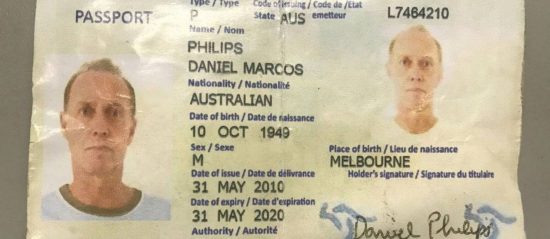 Type / Type Code of issuing / Code de /État
PASSPORT P State AUS emetteur L7464210
Name / Nom
PHILIPS
DANIEL MARCOS
Nationality / Nationalité
AUSTRALIAN
Date of birth / Date de naissance
10 OCT 1949
Sex / Sexe Place of birth / Lieu de naissance
M MELBOURNE
Date of issue / Date de délivrance Holder's signature / Signature du titulaire
31 MAY 2010
Date of expiry / Date d'expiration
31 MAY 2020
Daniel Philips
Authority / Autorité